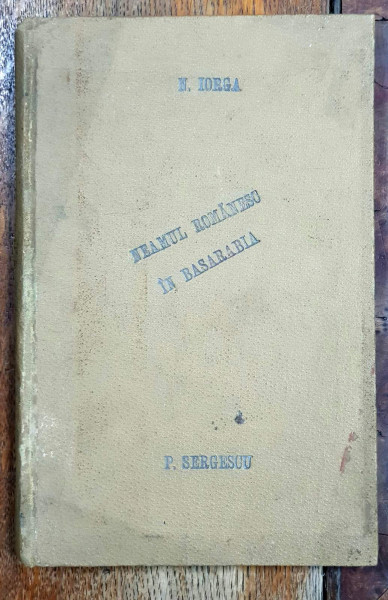 N. IORGA
NEAMUL ROMÂNESC
ÎN BASARABIA
P. SERGESCU